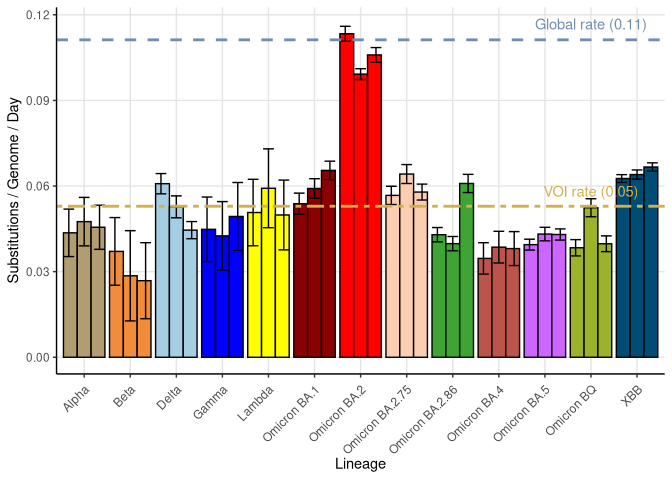 0.12
0.09
0.06
0.03
0.00
Substitutions / Genome / Day
Global rate (0.11)
VOI rate (0.05)
Alpha
Beta
Delta
Gamma
Lambda
Omicron BA.1
Omicron BA.2
Omicron BA.2.75
Omicron BA.2.86
Omicron BA.4
Omicron BA.5
Omicron BQ
XBB
Lineage